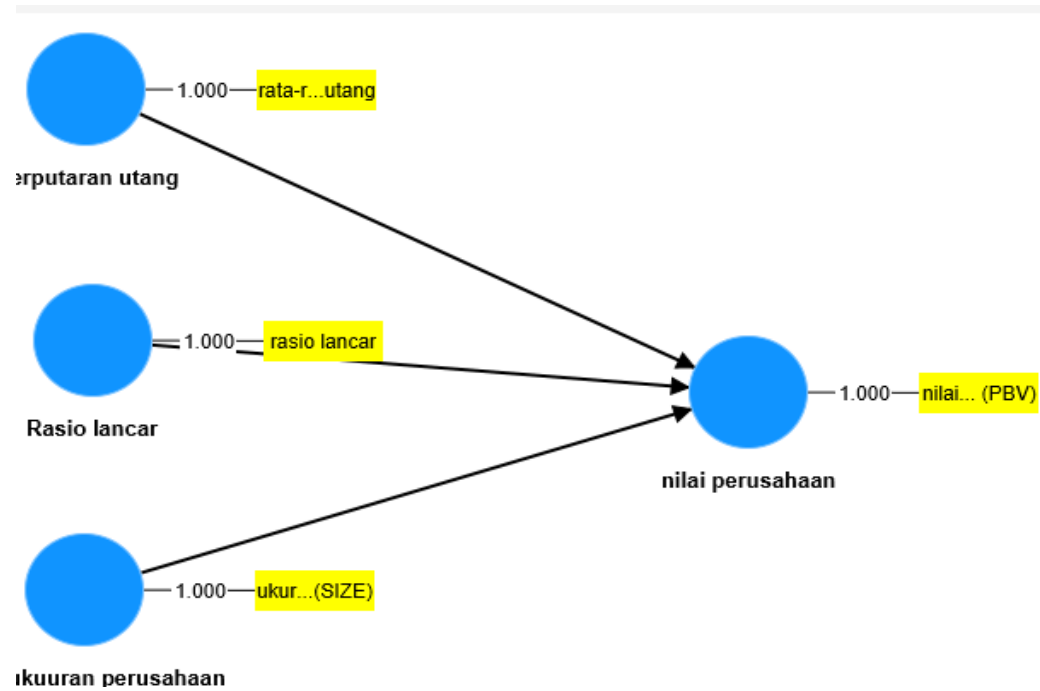 1.000
rata-r...utang
erputaran utang
1.000
rasio lancar
Rasio lancar
1.000
nilai... (PBV)
nilai perusahaan
1.000
ukur...(SIZE)
ukuuran perusahaan